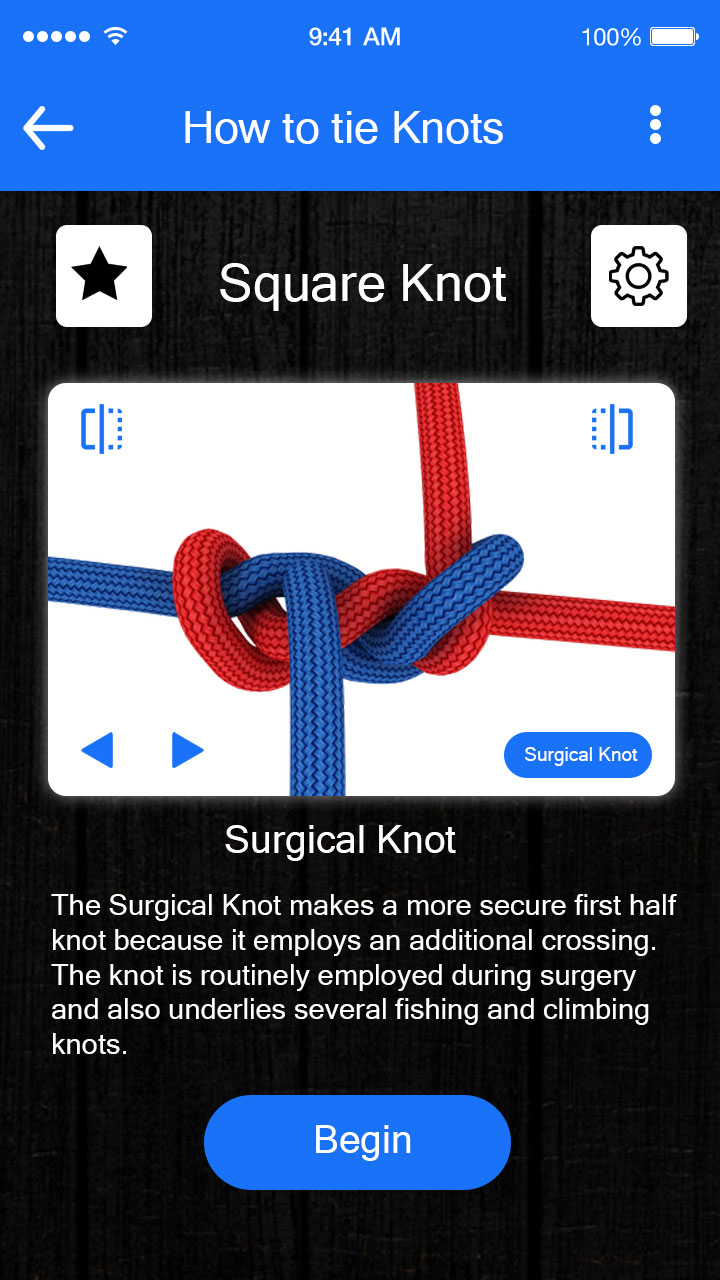 9:41 AM 100%
How to tie Knots
Square Knot
Surgical Knot
Surgical Knot
The Surgical Knot makes a more secure first half
knot because it employs an additional crossing.
The knot is routinely employed during surgery
and also underlies several fishing and climbing
knots.
Begin